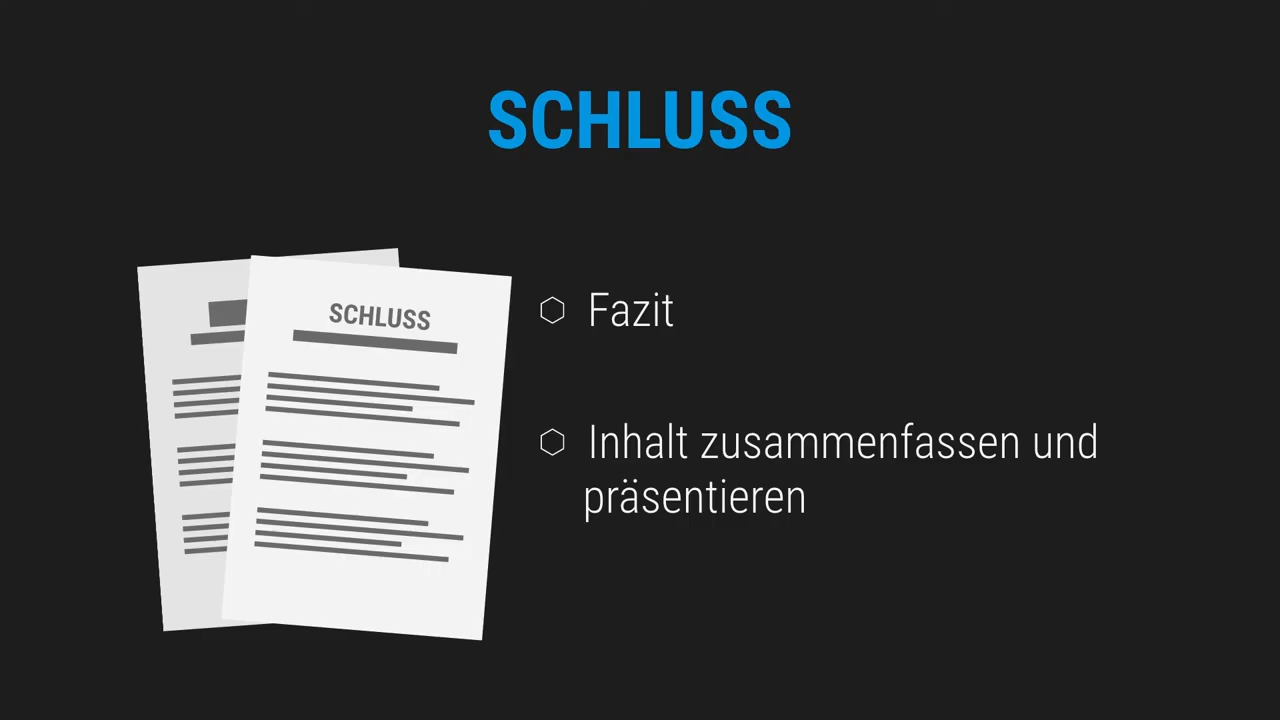 SCHLUSS
SCHLUSS
Fazit
Inhalt zusammenfassen und
präsentieren